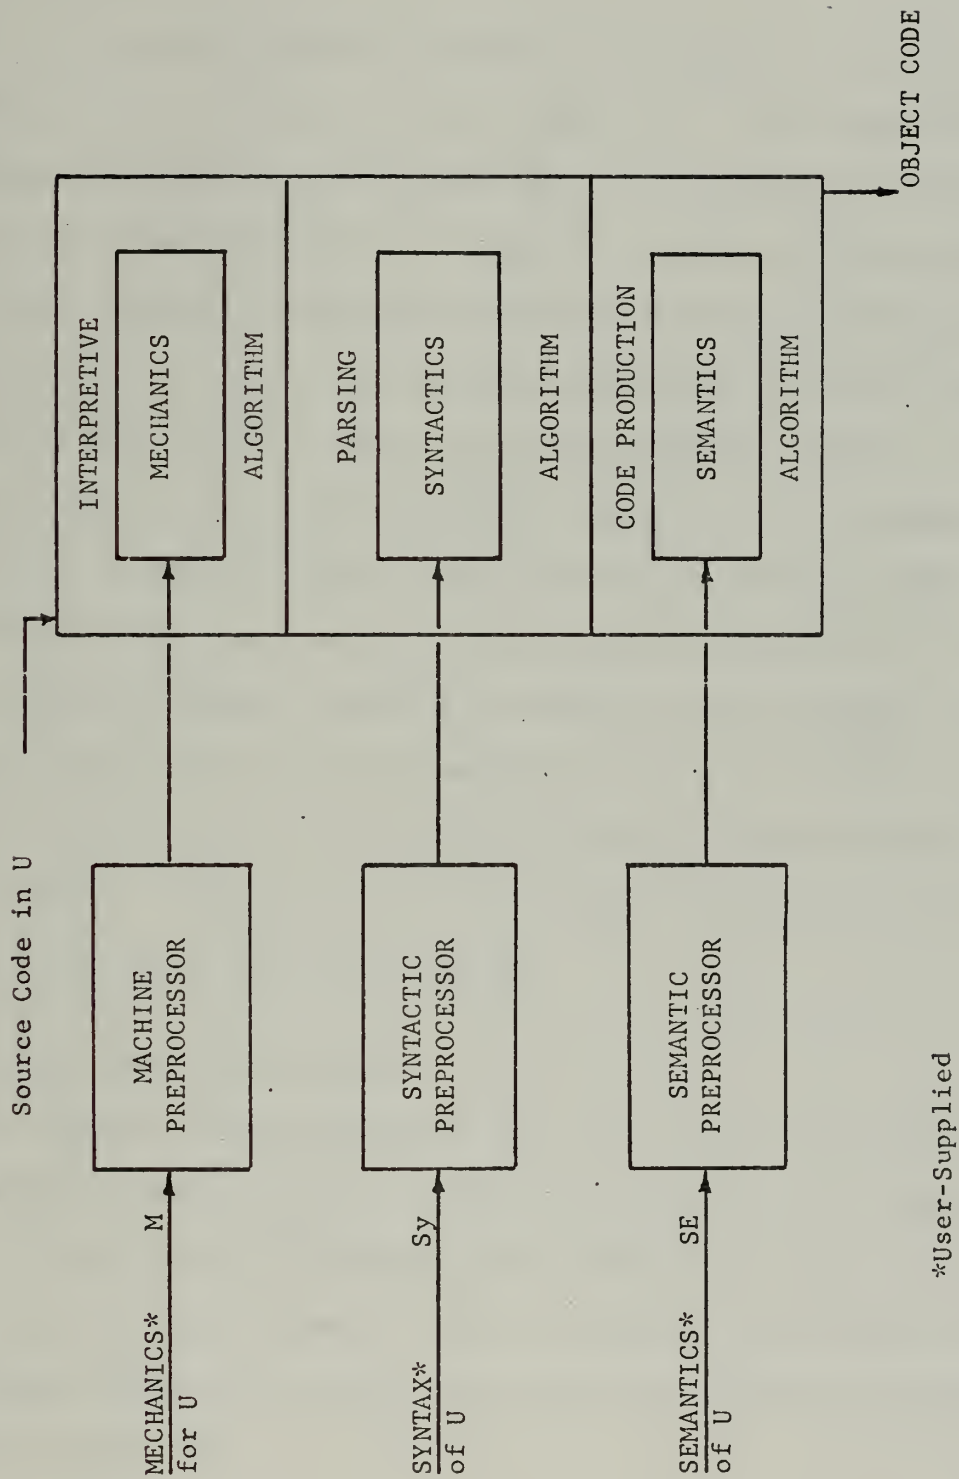 Source Code in U
MECHANICS*
for U
M
MACHINE
PREPROCESSOR
INTERPRETIVE
MECHANICS
ALGORITHM
SYNTAX*
of U
Sy
SYNTACTIC
PREPROCESSOR
PARSING
SYNTACTICS
ALGORITHM
SEMANTICS*
of U
SE
SEMANTIC
PREPROCESSOR
CODE PRODUCTION
SEMANTICS
ALGORITHM
OBJECT CODE
*User-Supplied